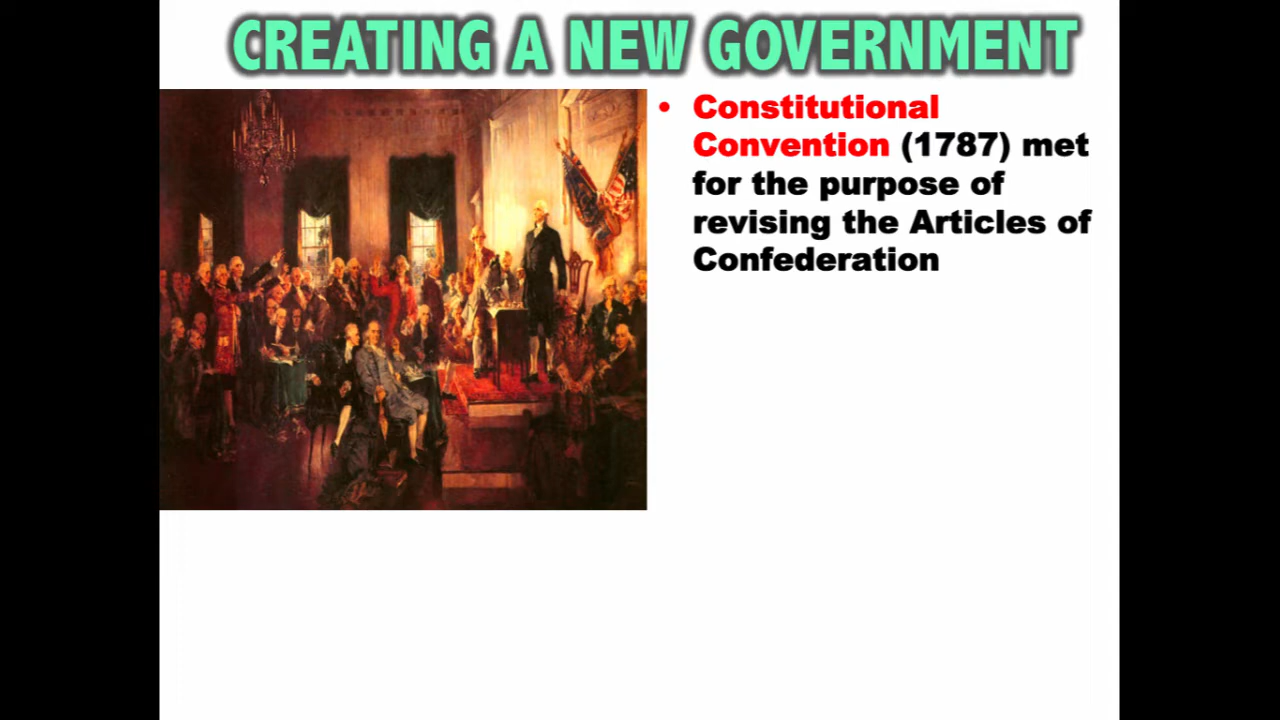 CREATING A NEW GOVERNMENT
• Constitutional
Convention (1787) met
for the purpose of
revising the Articles of
Confederation